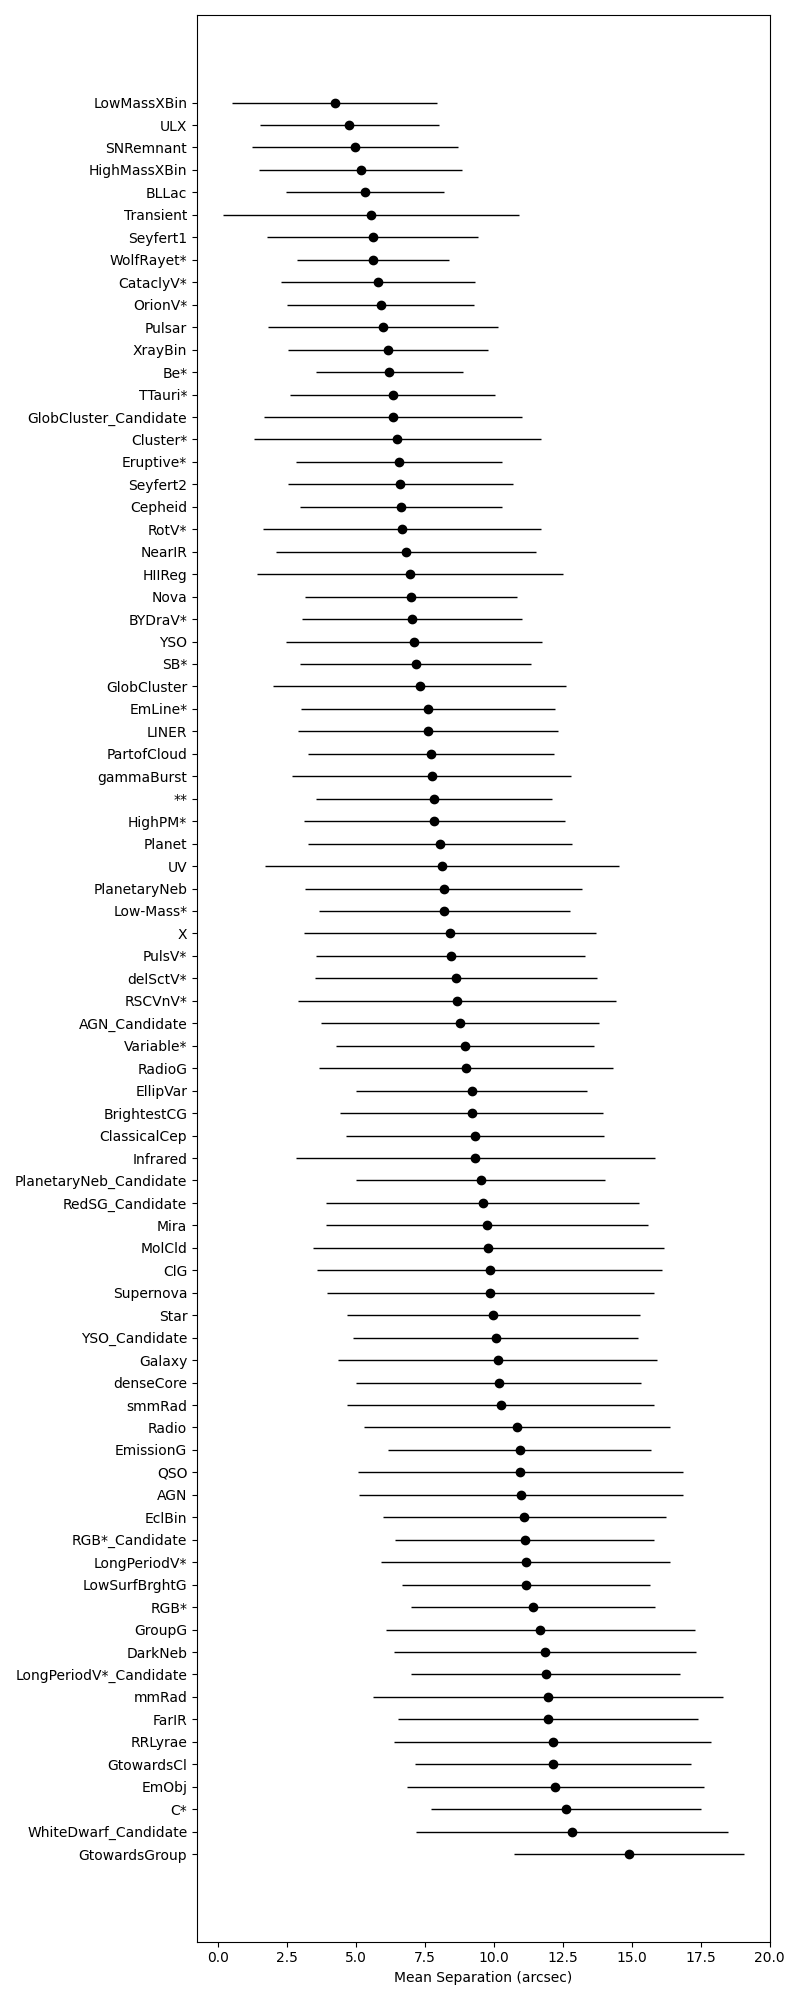 LowMassXBin
ULX
SNRemnant
HighMassXBin
BLLac
Transient
Seyfert1
WolfRayet*
CataclyV*
OrionV*
Pulsar
XrayBin
Be*
TTauri*
GlobCluster_Candidate
Cluster*
Eruptive*
Seyfert2
Cepheid
RotV*
NearIR
HIIReg
Nova
BYDraV*
YSO
SB*
GlobCluster
EmLine*
LINER
PartofCloud
gammaBurst
**
HighPM*
Planet
UV
PlanetaryNeb
Low-Mass*
X
PulsV*
delSctV*
RSCVnV*
AGN_Candidate
Variable*
RadioG
EllipVar
BrightestCG
ClassicalCep
Infrared
PlanetaryNeb_Candidate
RedSG_Candidate
Mira
MolCld
ClG
Supernova
Star
YSO_Candidate
Galaxy
denseCore
smmRad
Radio
EmissionG
QSO
AGN
EclBin
RGB*_Candidate
LongPeriodV*
LowSurfBrghtG
RGB*
GroupG
DarkNeb
LongPeriodV*_Candidate
mmRad
FarIR
RRLyrae
GtowardsCl
EmObj
C*
WhiteDwarf_Candidate
GtowardsGroup
0.0 2.5 5.0 7.5 10.0 12.5 15.0 17.5 20.0
Mean Separation (arcsec)